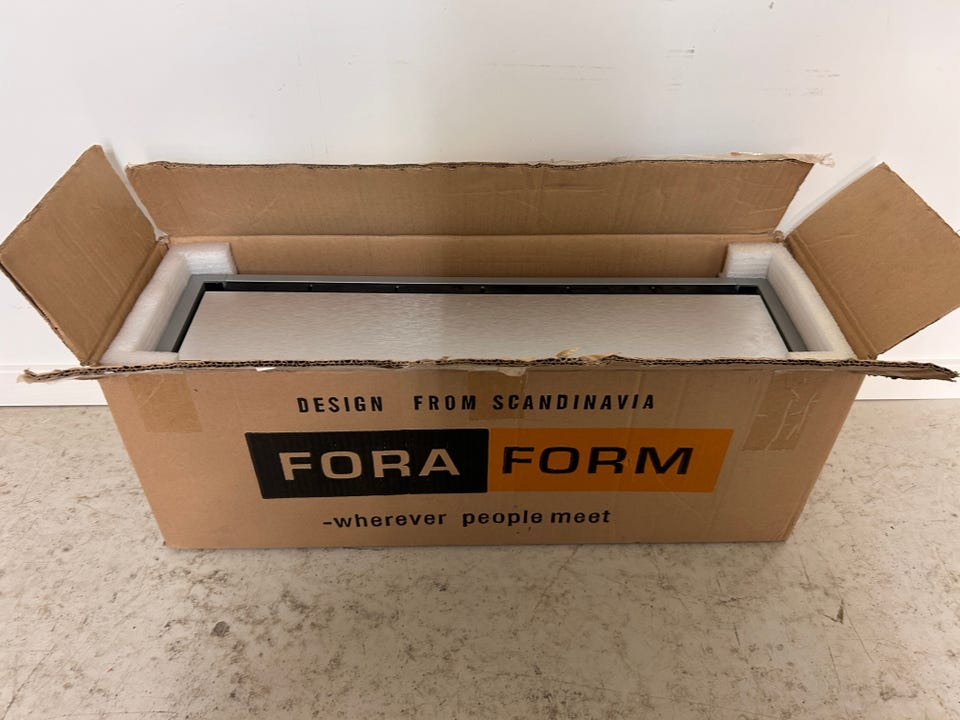 DESIGN FROM SCANDINAVIA
FORA FORM
-wherever people meet